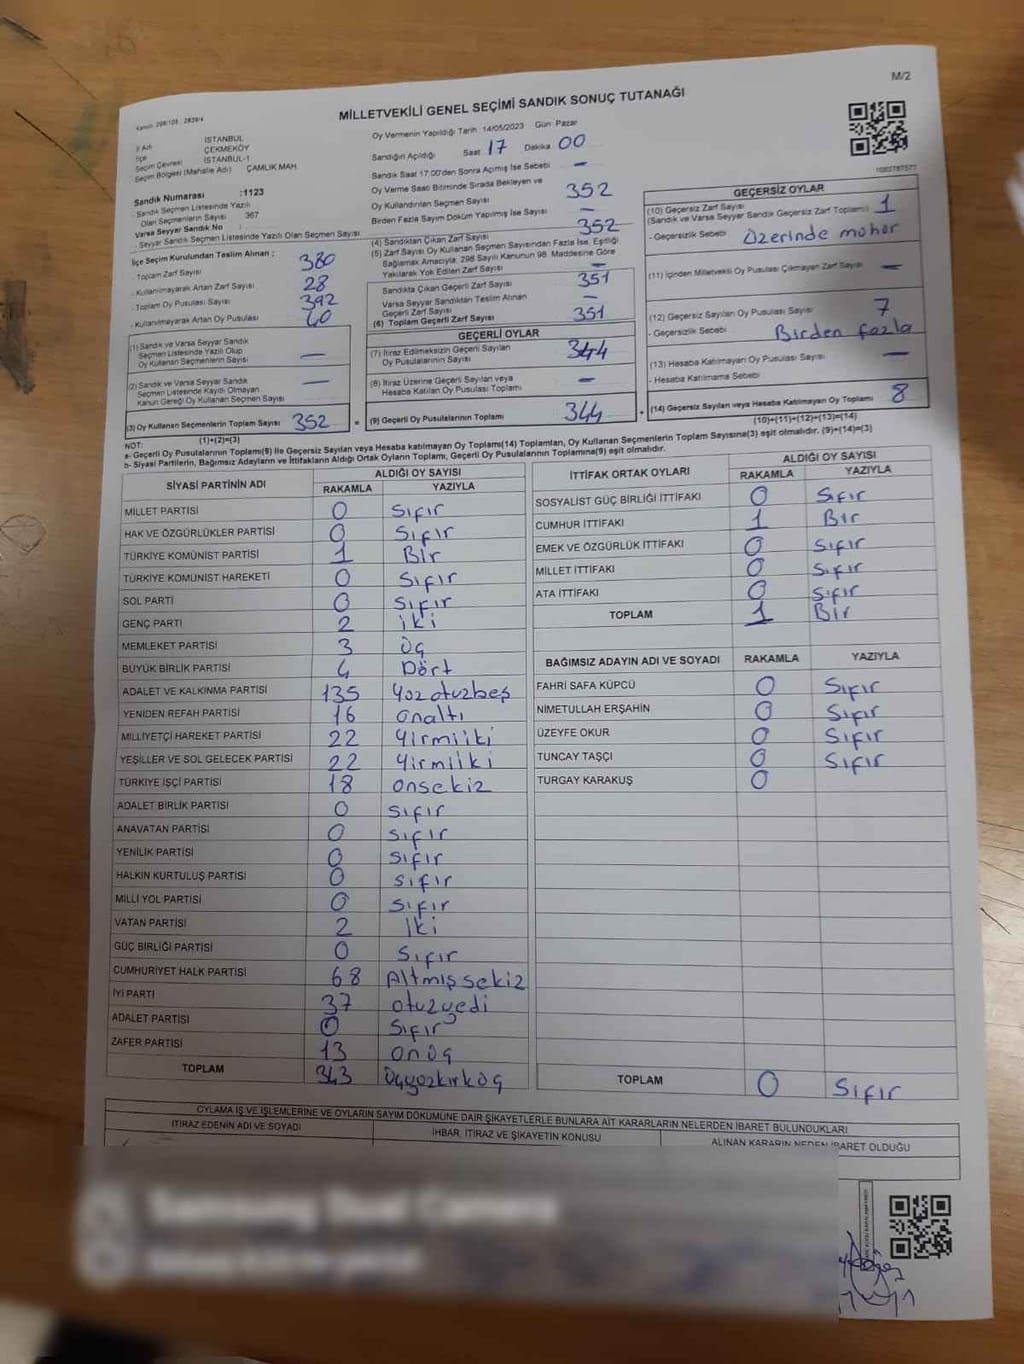 M/2
MİLLETVEKİLİ GENEL SEÇİMİ SANDIK SONUÇ TUTANAĞI
İl Adı İSTANBUL
İlçe ÇEKMEKÖY
Seçim Çevresi İSTANBUL-1
Seçim Bölgesi (Mahalle Adı) ÇAMLIK MAH
Sandık Numarası :1123
Sandık Seçmen Listesinde Yazılı
Olan Seçmenlerin Sayısı 367
Varsa Seyyar Sandık No
Seyyar Sandık Seçmen Listesinde Yazılı Olan Seçmen Sayısı
Oy Vermenin Yapıldığı Tarih :14/05/2023 Gün: Pazar
Sandığın Açıldığı Saat 17 Dakika 00
Sandık Saat 17:00'den Sonra Açılmış İse Sebebi —
Oy Verme Saati Bitiminde Sırada Bekleyen ve
Oy Kullandırılan Seçmen Sayısı 352
Birden Fazla Sayım Döküm Yapılmış İse Sayısı —
İlçe Seçim Kurulundan Teslim Alınan ;
- Toplam Zarf Sayısı 380
- Kullanılmayarak Artan Zarf Sayısı 28
- Toplam Oy Pusulası Sayısı 392
- Kullanılmayarak Artan Oy Pusulası 40
(1) Sandık ve Varsa Seyyar Sandık
Seçmen Listesinde Yazılı Olup
Oy Kullanan Seçmenlerin Sayısı —
(2) Sandık ve Varsa Seyyar Sandık
Seçmen Listesinde Kaydı Olmayan
Kanun Gereği Oy Kullanan Seçmen Sayısı —
(3) Oy Kullanan Seçmenlerin Toplam Sayısı 352
(1)+(2)=(3)
(4) Sandıktan Çıkan Zarf Sayısı 352
(5) Zarf Sayısı Oy Kullanan Seçmen Sayısından Fazla İse, Eşitliği
Sağlamak Amacıyla, 298 Sayılı Kanunun 98. Maddesine Göre
Yakılarak Yok Edilen Zarf Sayısı —
Sandıkta Çıkan Geçerli Zarf Sayısı 351
Varsa Seyyar Sandıktan Teslim Alınan
Geçerli Zarf Sayısı —
(6) Toplam Geçerli Zarf Sayısı 351
GEÇERLİ OYLAR
(7) İtiraz Edilmeksizin Geçerli Sayılan
Oy Pusulalarının Sayısı 344
(8) İtiraz Üzerine Geçerli Sayılan veya
Hesaba Katılan Oy Pusulası Toplamı —
= (9) Geçerli Oy Pusulalarının Toplamı 344
GEÇERSİZ OYLAR
(10) Geçersiz Zarf Sayısı 1
(Sandık ve Varsa Seyyar Sandık Geçersiz Zarf Toplamı)
- Geçersizlik Sebebi Üzerinde mühür
(11) İçinden Milletvekili Oy Pusulası Çıkmayan Zarf Sayısı —
(12) Geçersiz Sayılan Oy Pusulası Sayısı 7
- Geçersizlik Sebebi Birden fazla
(13) Hesaba Katılmayan Oy Pusulası Sayısı —
- Hesaba Katılmama Sebebi
+ (14) Geçersiz Sayılan veya Hesaba Katılmayan Oy Toplamı 8
(10)+(11)+(12)+(13)=(14)
NOT:
a- Geçerli Oy Pusulalarının Toplamı(9) ile Geçersiz Sayılan veya Hesaba katılmayan Oy Toplamı(14) Toplamları, Oy Kullanan Seçmenlerin Toplam Sayısına(3) eşit olmalıdır. (9)+(14)=(3)
b- Siyasi Partilerin, Bağımsız Adayların ve İttifakların Aldığı Ortak Oyların Toplamı, Geçerli Oy Pusulalarının Toplamına(9) eşit olmalıdır.
SİYASİ PARTİNİN ADI ALDIĞI OY SAYISI
RAKAMLA YAZIYLA
MİLLET PARTİSİ 0 Sıfır
HAK VE ÖZGÜRLÜKLER PARTİSİ 0 Sıfır
TÜRKİYE KOMÜNİST PARTİSİ 1 Bir
TÜRKİYE KOMÜNİST HAREKETİ 0 Sıfır
SOL PARTİ 0 Sıfır
GENÇ PARTİ 2 iki
MEMLEKET PARTİSİ 3 Üç
BÜYÜK BİRLİK PARTİSİ 4 Dört
ADALET VE KALKINMA PARTİSİ 135 Yüzotuzbeş
YENİDEN REFAH PARTİSİ 16 onaltı
MİLLİYETÇİ HAREKET PARTİSİ 22 Yirmiiki
YEŞİLLER VE SOL GELECEK PARTİSİ 22 Yirmiiki
TÜRKİYE İŞÇİ PARTİSİ 18 onsekiz
ADALET BİRLİK PARTİSİ 0 Sıfır
ANAVATAN PARTİSİ 0 Sıfır
YENİLİK PARTİSİ 0 Sıfır
HALKIN KURTULUŞ PARTİSİ 0 Sıfır
MİLLİ YOL PARTİSİ 0 Sıfır
VATAN PARTİSİ 2 İki
GÜÇ BİRLİĞİ PARTİSİ 0 Sıfır
CUMHURİYET HALK PARTİSİ 68 Altmışsekiz
İYİ PARTİ 37 otuzyedi
ADALET PARTİSİ 0 Sıfır
ZAFER PARTİSİ 13 onüç
TOPLAM 343 Üçyüzkırküç
İTTİFAK ORTAK OYLARI ALDIĞI OY SAYISI
RAKAMLA YAZIYLA
SOSYALİST GÜÇ BİRLİĞİ İTTİFAKI 0 Sıfır
CUMHUR İTTİFAKI 1 Bir
EMEK VE ÖZGÜRLÜK İTTİFAKI 0 Sıfır
MİLLET İTTİFAKI 0 Sıfır
ATA İTTİFAKI 0 Sıfır
TOPLAM 1 Bir
BAĞIMSIZ ADAYIN ADI VE SOYADI RAKAMLA YAZIYLA
FAHRİ SAFA KÜPCÜ 0 Sıfır
NİMETULLAH ERŞAHİN 0 Sıfır
ÜZEYFE OKUR 0 Sıfır
TUNCAY TAŞÇI 0 Sıfır
TURGAY KARAKUŞ 0
TOPLAM 0 Sıfır
OYLAMA İŞ VE İŞLEMLERİNE VE OYLARIN SAYIM DÖKÜMÜNE DAİR ŞİKAYETLERLE BUNLARA AİT KARARLARIN NELERDEN İBARET BULUNDUKLARI
İTİRAZ EDENİN ADI VE SOYADI İHBAR, İTİRAZ VE ŞİKAYETİN KONUSU ALINAN KARARIN NEDEN İBARET OLDUĞU